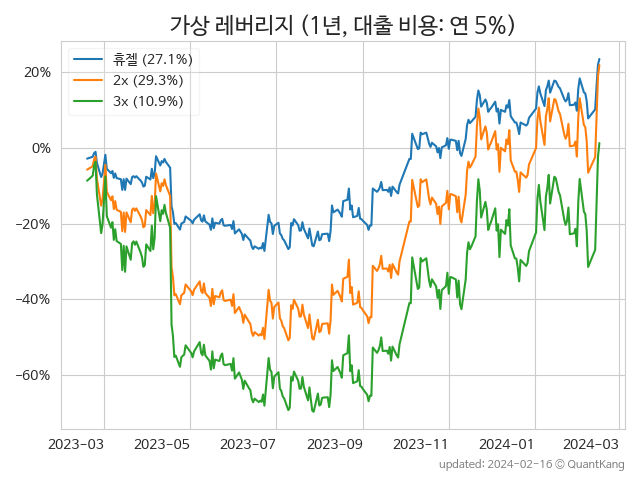 가상 레버리지 (1년, 대출 비용: 연 5%)
휴젤 (27.1%)
2x (29.3%)
3x (10.9%)
20%
0%
−20%
−40%
−60%
2023-03 2023-05 2023-07 2023-09 2023-11 2024-01 2024-03
updated: 2024-02-16 © QuantKang